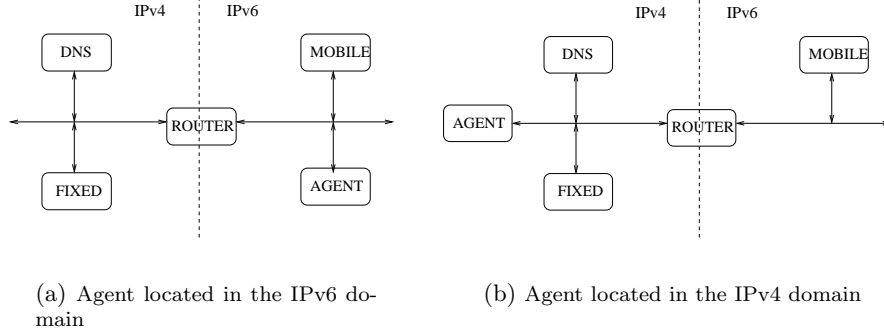 IPv4 IPv6
DNS MOBILE
ROUTER
FIXED AGENT
(a) Agent located in the IPv6 do-
main
IPv4 IPv6
DNS MOBILE
AGENT ROUTER
FIXED
(b) Agent located in the IPv4 domain